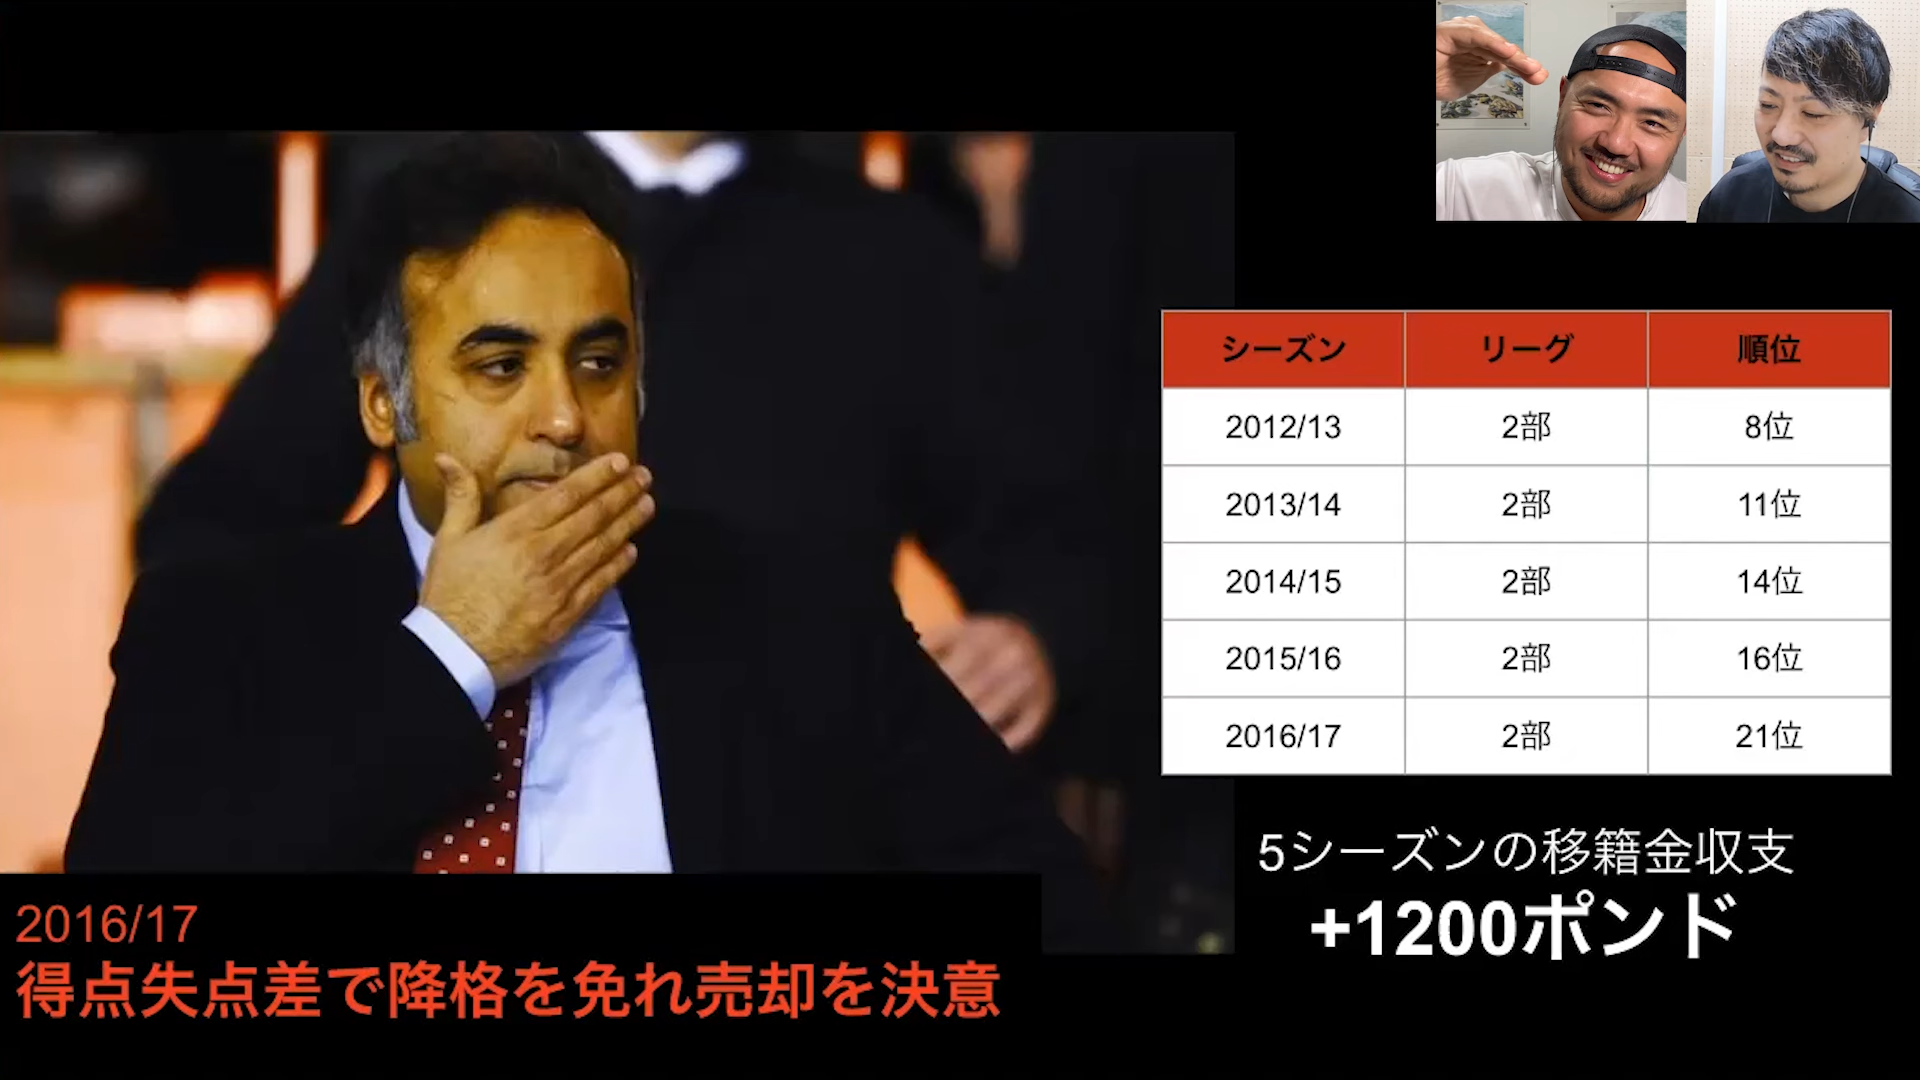 シーズン リーグ 順位
2012/13 2部 8位
2013/14 2部 11位
2014/15 2部 14位
2015/16 2部 16位
2016/17 2部 21位
5シーズンの移籍金収支
+1200ポンド
2016/17
得点失点差で降格を免れ売却を決意